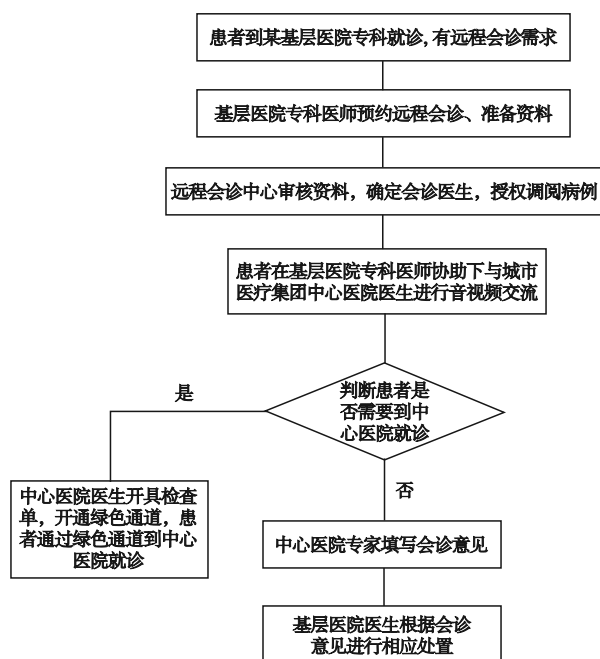 患者到某基层医院专科就诊，有远程会诊需求
基层医院专科医师预约远程会诊、准备资料
远程会诊中心审核资料，确定会诊医生，授权调阅病例
患者在基层医院专科医师协助下与城市
医疗集团中心医院医生进行音视频交流
判断患者是
否需要到中
心医院就诊
是
否
中心医院医生开具检查
单，开通绿色通道，患
者通过绿色通道到中心
医院就诊
中心医院专家填写会诊意见
基层医院医生根据会诊
意见进行相应处置